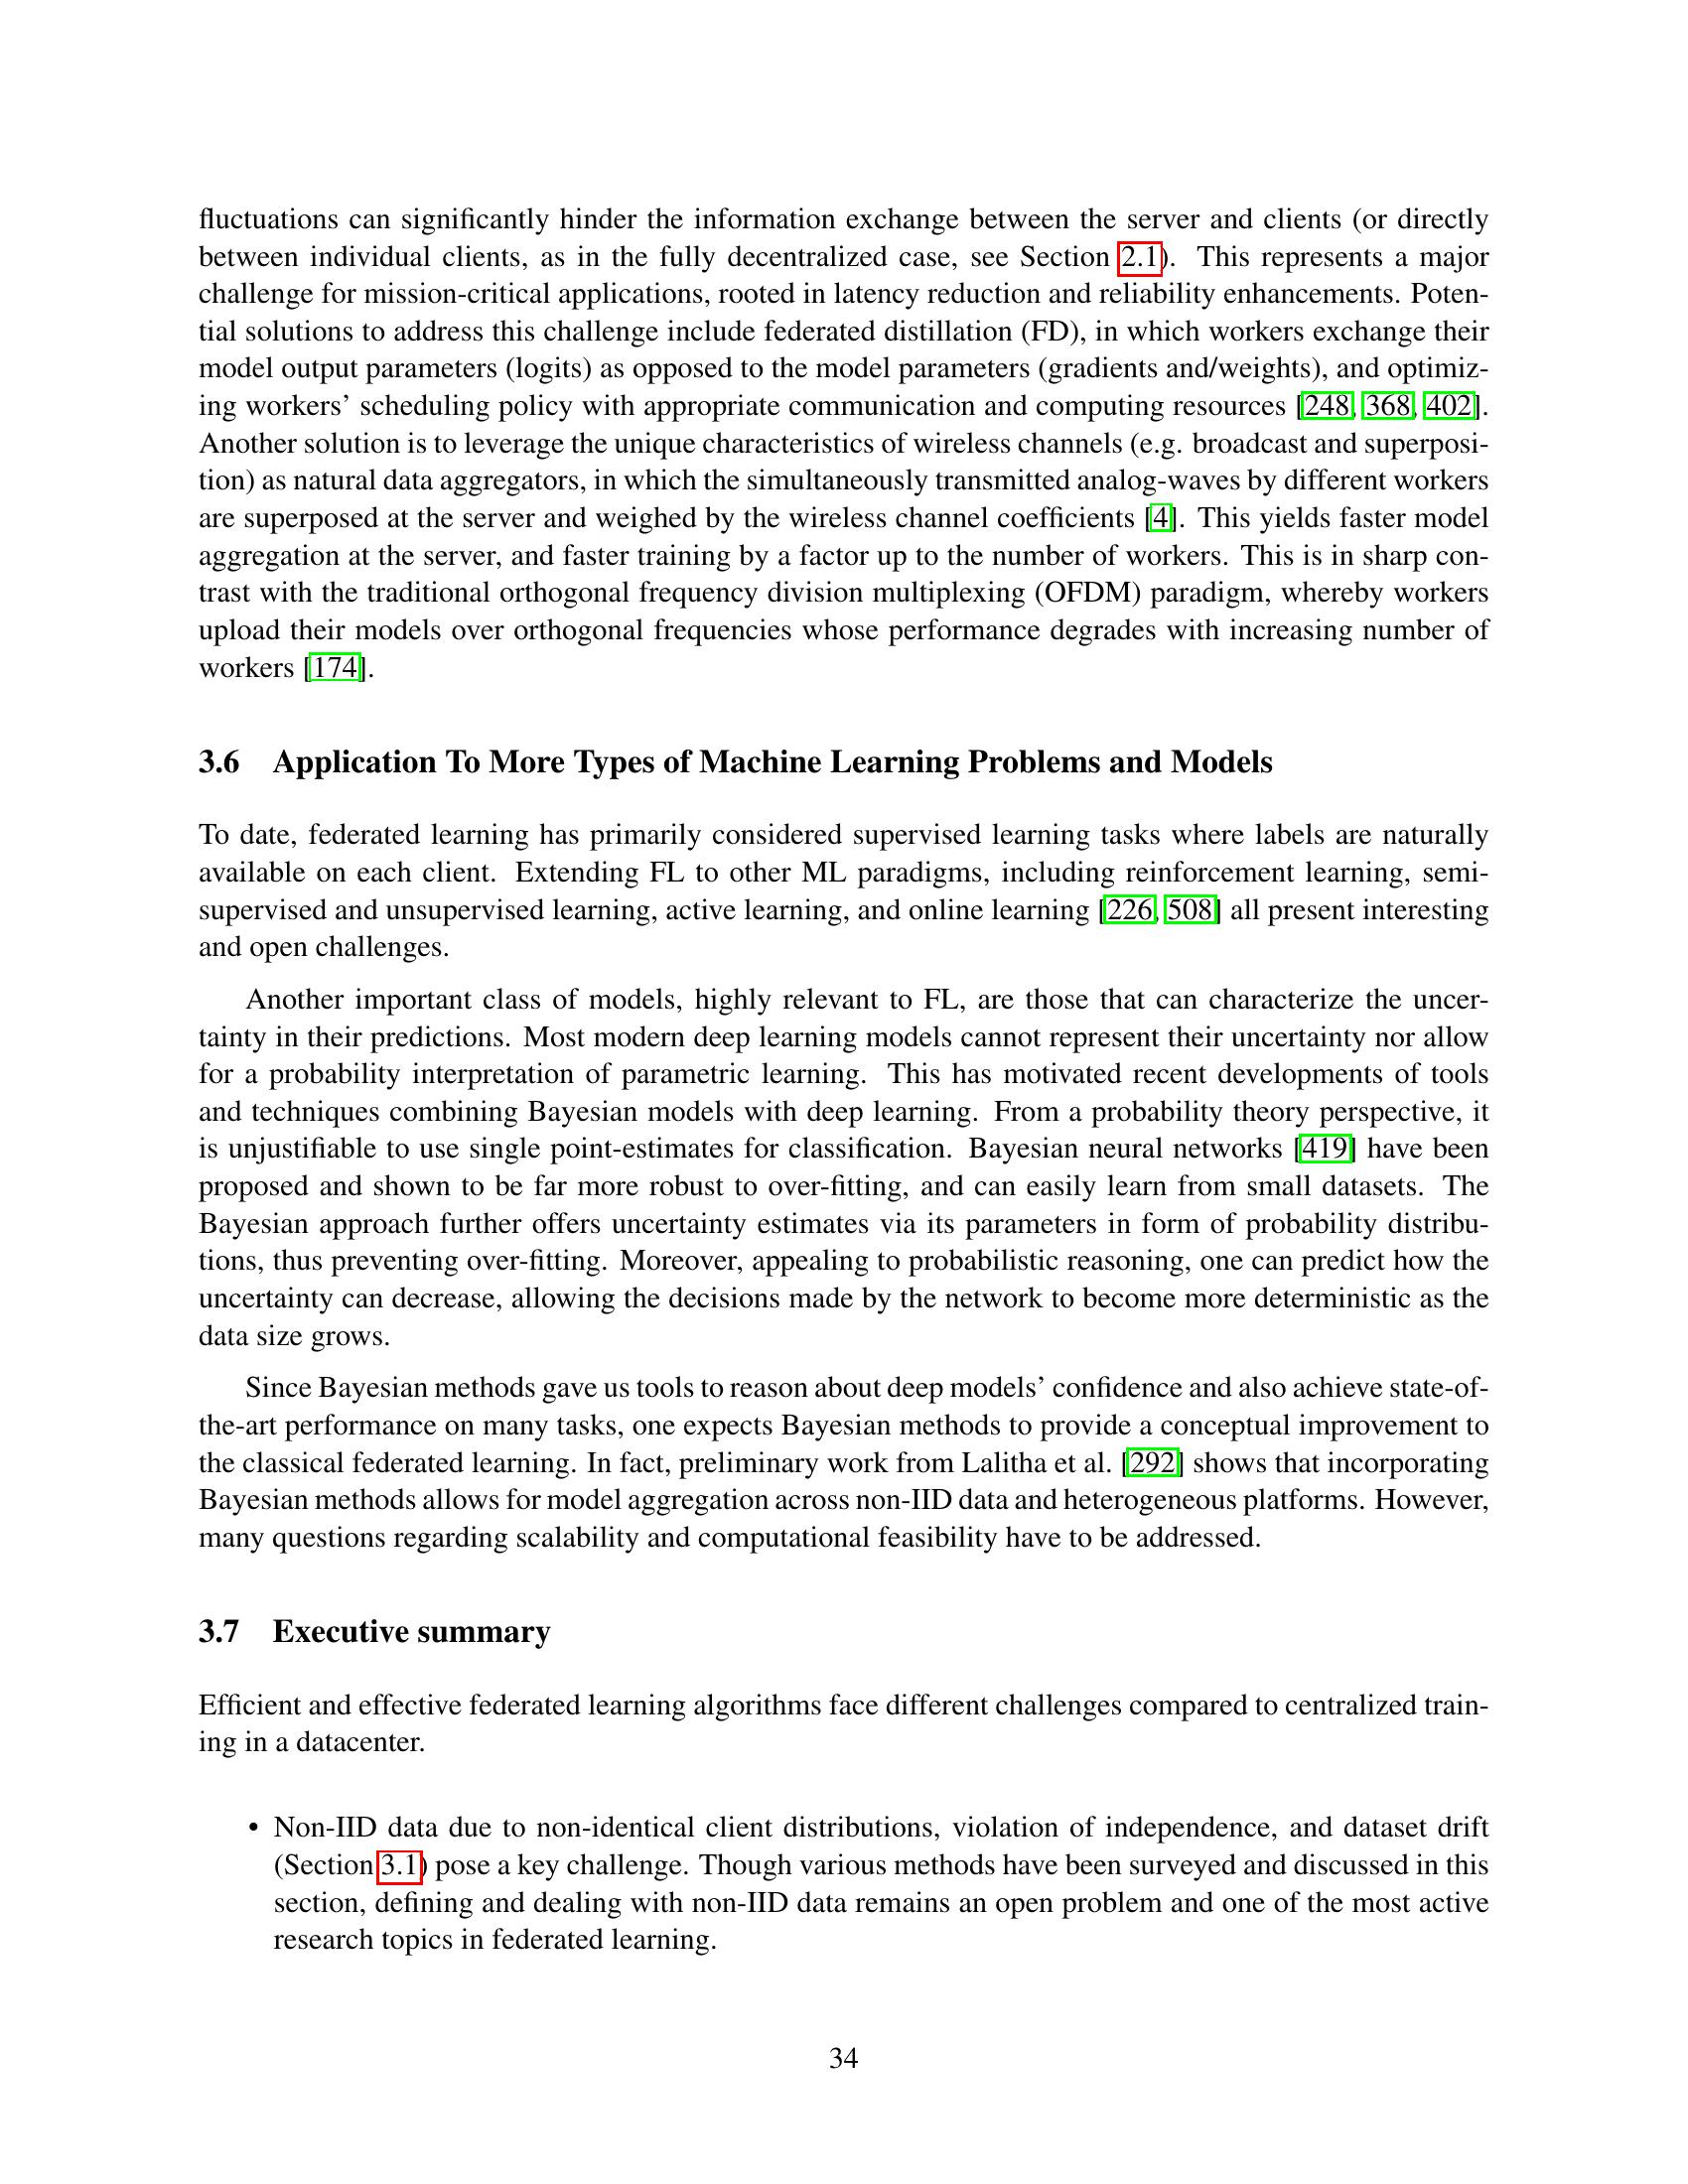 fluctuations can significantly hinder the information exchange between the server and clients (or directly
between individual clients, as in the fully decentralized case, see Section 2.1). This represents a major
challenge for mission-critical applications, rooted in latency reduction and reliability enhancements. Poten-
tial solutions to address this challenge include federated distillation (FD), in which workers exchange their
model output parameters (logits) as opposed to the model parameters (gradients and/weights), and optimiz-
ing workers’ scheduling policy with appropriate communication and computing resources [248, 368, 402].
Another solution is to leverage the unique characteristics of wireless channels (e.g. broadcast and superposi-
tion) as natural data aggregators, in which the simultaneously transmitted analog-waves by different workers
are superposed at the server and weighed by the wireless channel coefficients [4]. This yields faster model
aggregation at the server, and faster training by a factor up to the number of workers. This is in sharp con-
trast with the traditional orthogonal frequency division multiplexing (OFDM) paradigm, whereby workers
upload their models over orthogonal frequencies whose performance degrades with increasing number of
workers [174].
3.6 Application To More Types of Machine Learning Problems and Models
To date, federated learning has primarily considered supervised learning tasks where labels are naturally
available on each client. Extending FL to other ML paradigms, including reinforcement learning, semi-
supervised and unsupervised learning, active learning, and online learning [226, 508] all present interesting
and open challenges.
Another important class of models, highly relevant to FL, are those that can characterize the uncer-
tainty in their predictions. Most modern deep learning models cannot represent their uncertainty nor allow
for a probability interpretation of parametric learning. This has motivated recent developments of tools
and techniques combining Bayesian models with deep learning. From a probability theory perspective, it
is unjustifiable to use single point-estimates for classification. Bayesian neural networks [419] have been
proposed and shown to be far more robust to over-fitting, and can easily learn from small datasets. The
Bayesian approach further offers uncertainty estimates via its parameters in form of probability distribu-
tions, thus preventing over-fitting. Moreover, appealing to probabilistic reasoning, one can predict how the
uncertainty can decrease, allowing the decisions made by the network to become more deterministic as the
data size grows.
Since Bayesian methods gave us tools to reason about deep models’ confidence and also achieve state-of-
the-art performance on many tasks, one expects Bayesian methods to provide a conceptual improvement to
the classical federated learning. In fact, preliminary work from Lalitha et al. [292] shows that incorporating
Bayesian methods allows for model aggregation across non-IID data and heterogeneous platforms. However,
many questions regarding scalability and computational feasibility have to be addressed.
3.7 Executive summary
Efficient and effective federated learning algorithms face different challenges compared to centralized train-
ing in a datacenter.
• Non-IID data due to non-identical client distributions, violation of independence, and dataset drift
(Section 3.1) pose a key challenge. Though various methods have been surveyed and discussed in this
section, defining and dealing with non-IID data remains an open problem and one of the most active
research topics in federated learning.
34